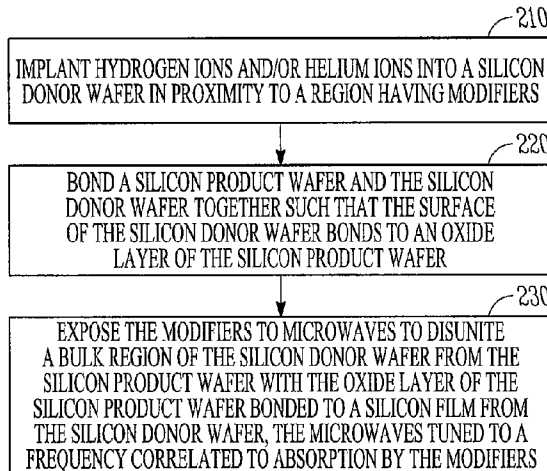 210
IMPLANT HYDROGEN IONS AND/OR HELIUM IONS INTO A SILICON
DONOR WAFER IN PROXIMITY TO A REGION HAVING MODIFIERS
220
BOND A SILICON PRODUCT WAFER AND THE SILICON
DONOR WAFER TOGETHER SUCH THAT THE SURFACE
OF THE SILICON DONOR WAFER BONDS TO AN OXIDE
LAYER OF THE SILICON PRODUCT WAFER
230
EXPOSE THE MODIFIERS TO MICROWAVES TO DISUNITE
A BULK REGION OF THE SILICON DONOR WAFER FROM THE
SILICON PRODUCT WAFER WITH THE OXIDE LAYER OF THE
SILICON PRODUCT WAFER BONDED TO A SILICON FILM FROM
THE SILICON DONOR WAFER, THE MICROWAVES TUNED TO A
FREQUENCY CORRELATED TO ABSORPTION BY THE MODIFIERS